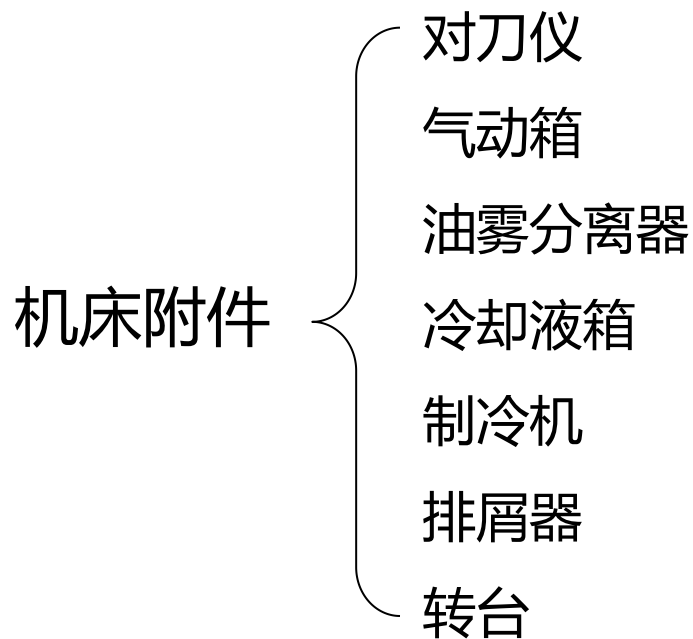 机床附件
对刀仪
气动箱
油雾分离器
冷却液箱
制冷机
排屑器
转台